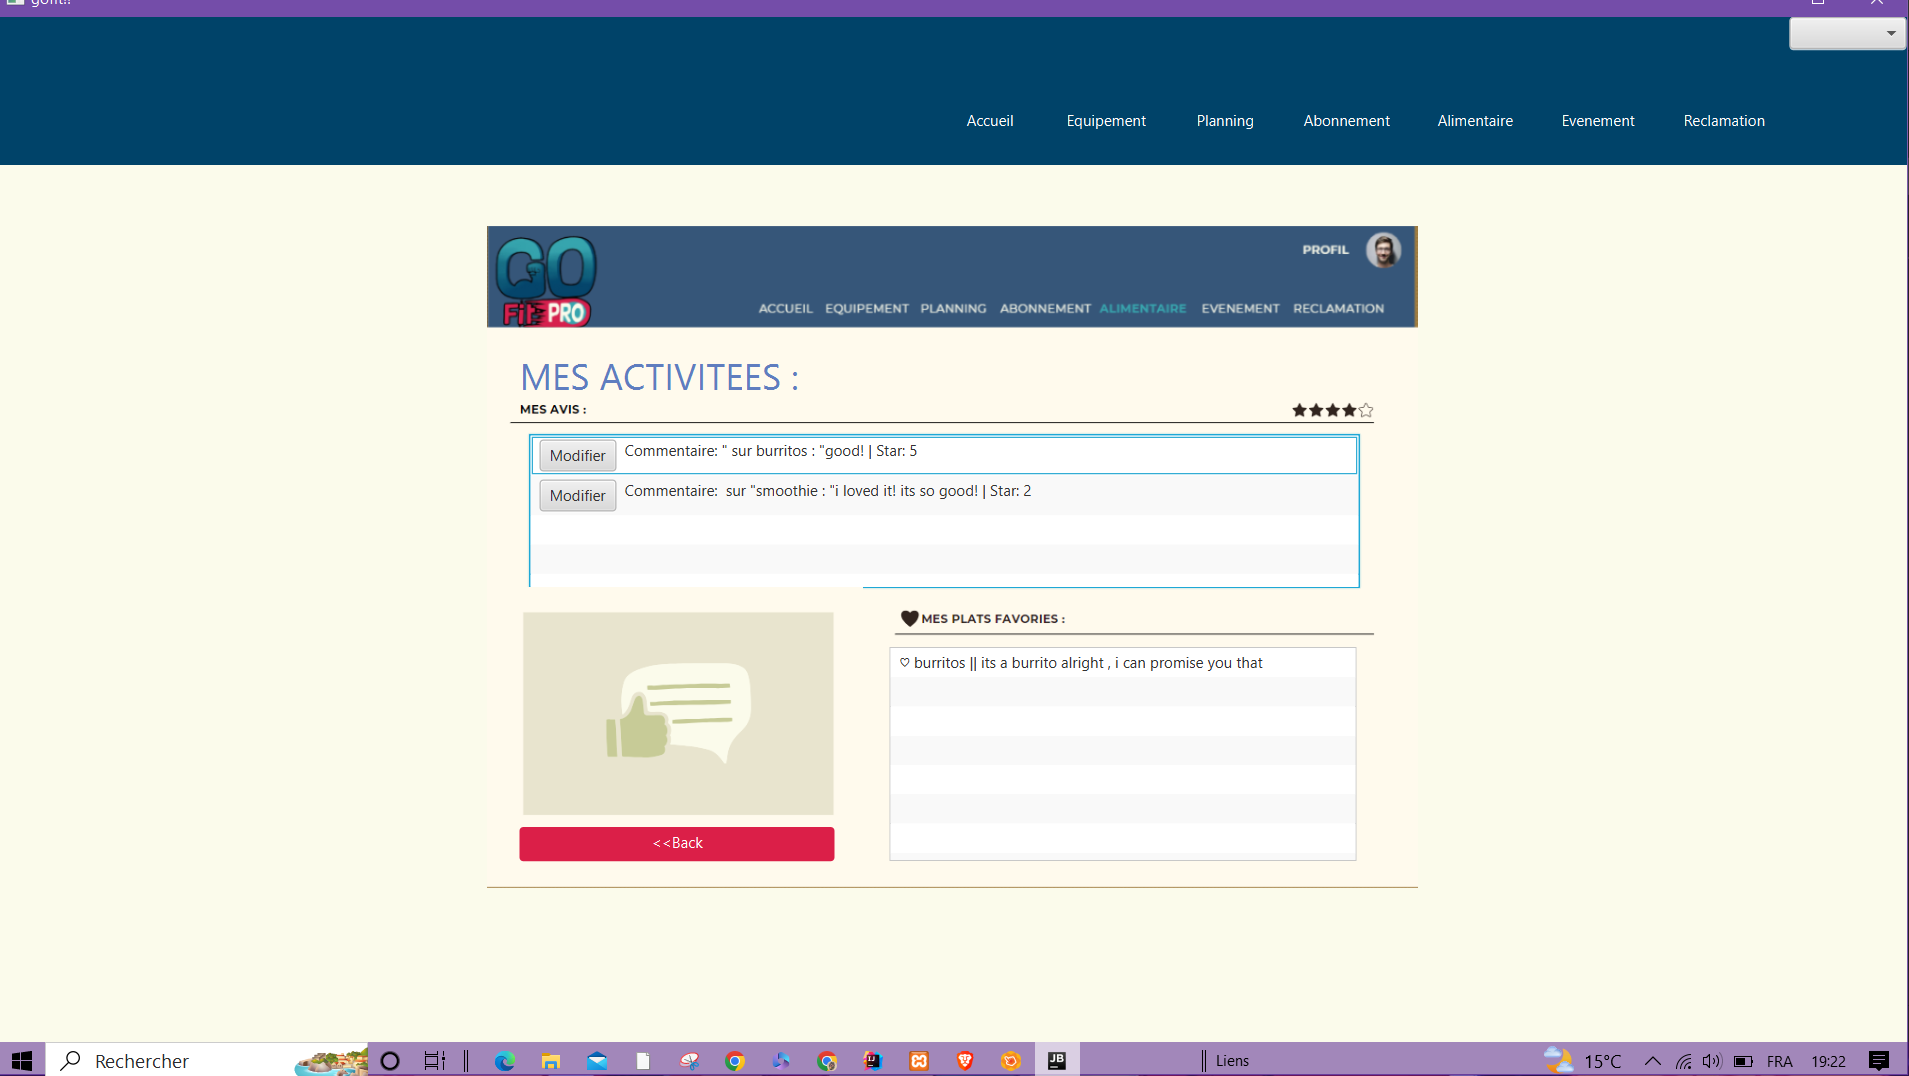 gofit!!
Accueil Equipement Planning Abonnement Alimentaire Evenement Reclamation
GO
FiT PRO
PROFIL
ACCUEIL EQUIPEMENT PLANNING ABONNEMENT ALIMENTAIRE EVENEMENT RECLAMATION
MES ACTIVITEES :
MES AVIS :
Modifier Commentaire: " sur burritos : "good! | Star: 5
Modifier Commentaire:  sur "smoothie : "i loved it! its so good! | Star: 2
MES PLATS FAVORIES :
♡ burritos || its a burrito alright , i can promise you that
<<Back
Rechercher
JB
Liens
15°C
FRA
19:22